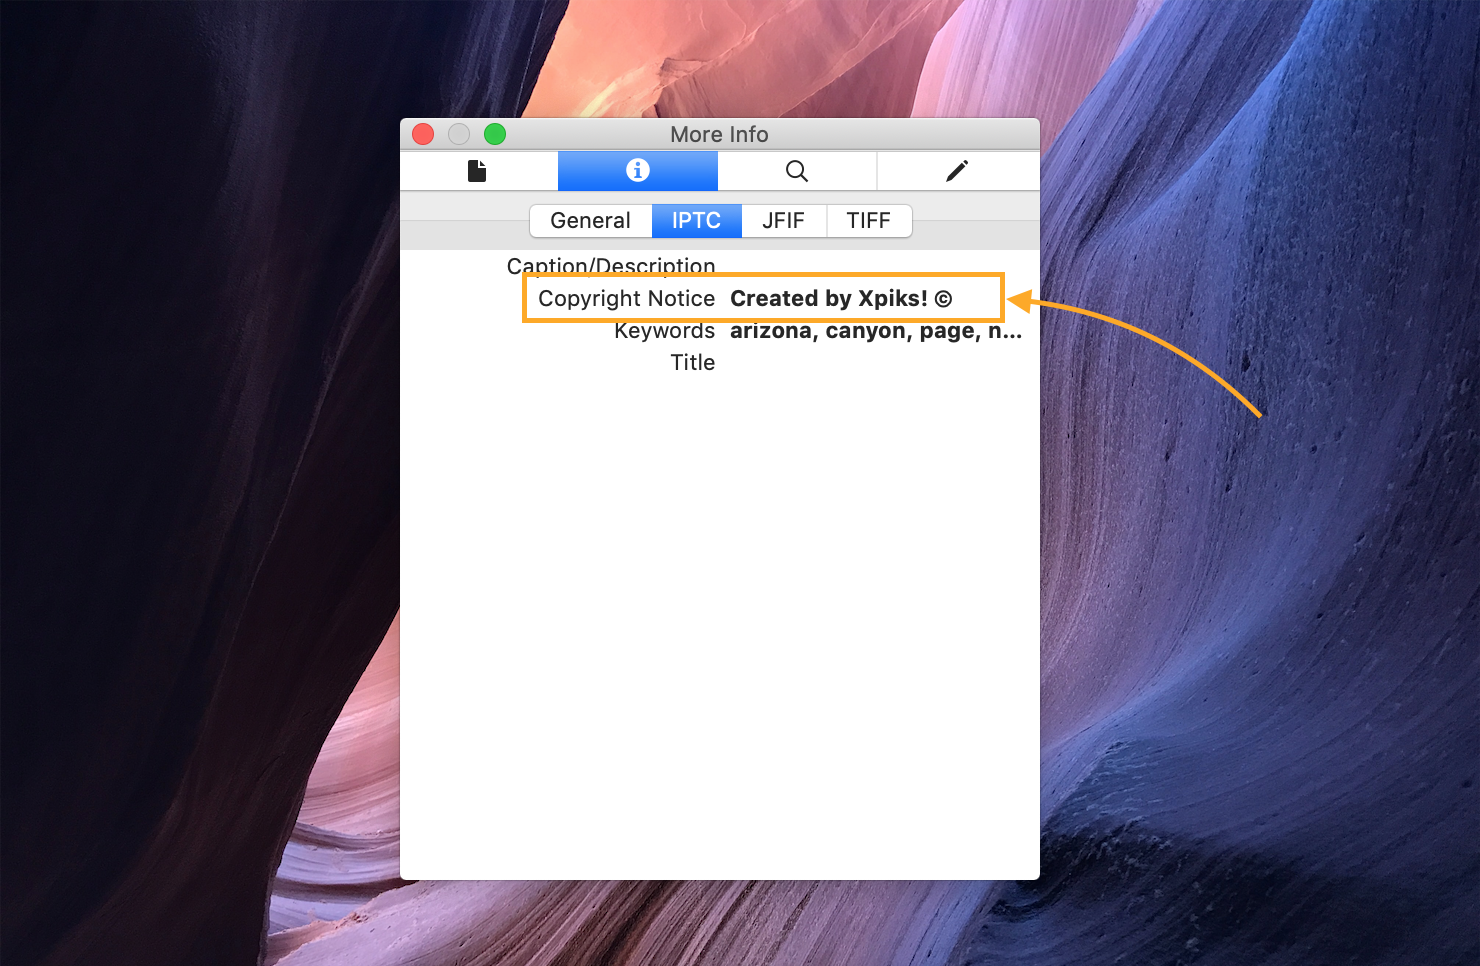 More Info
General IPTC JFIF TIFF
Caption/Description
Copyright Notice Created by Xpiks! ©
Keywords arizona, canyon, page, n...
Title